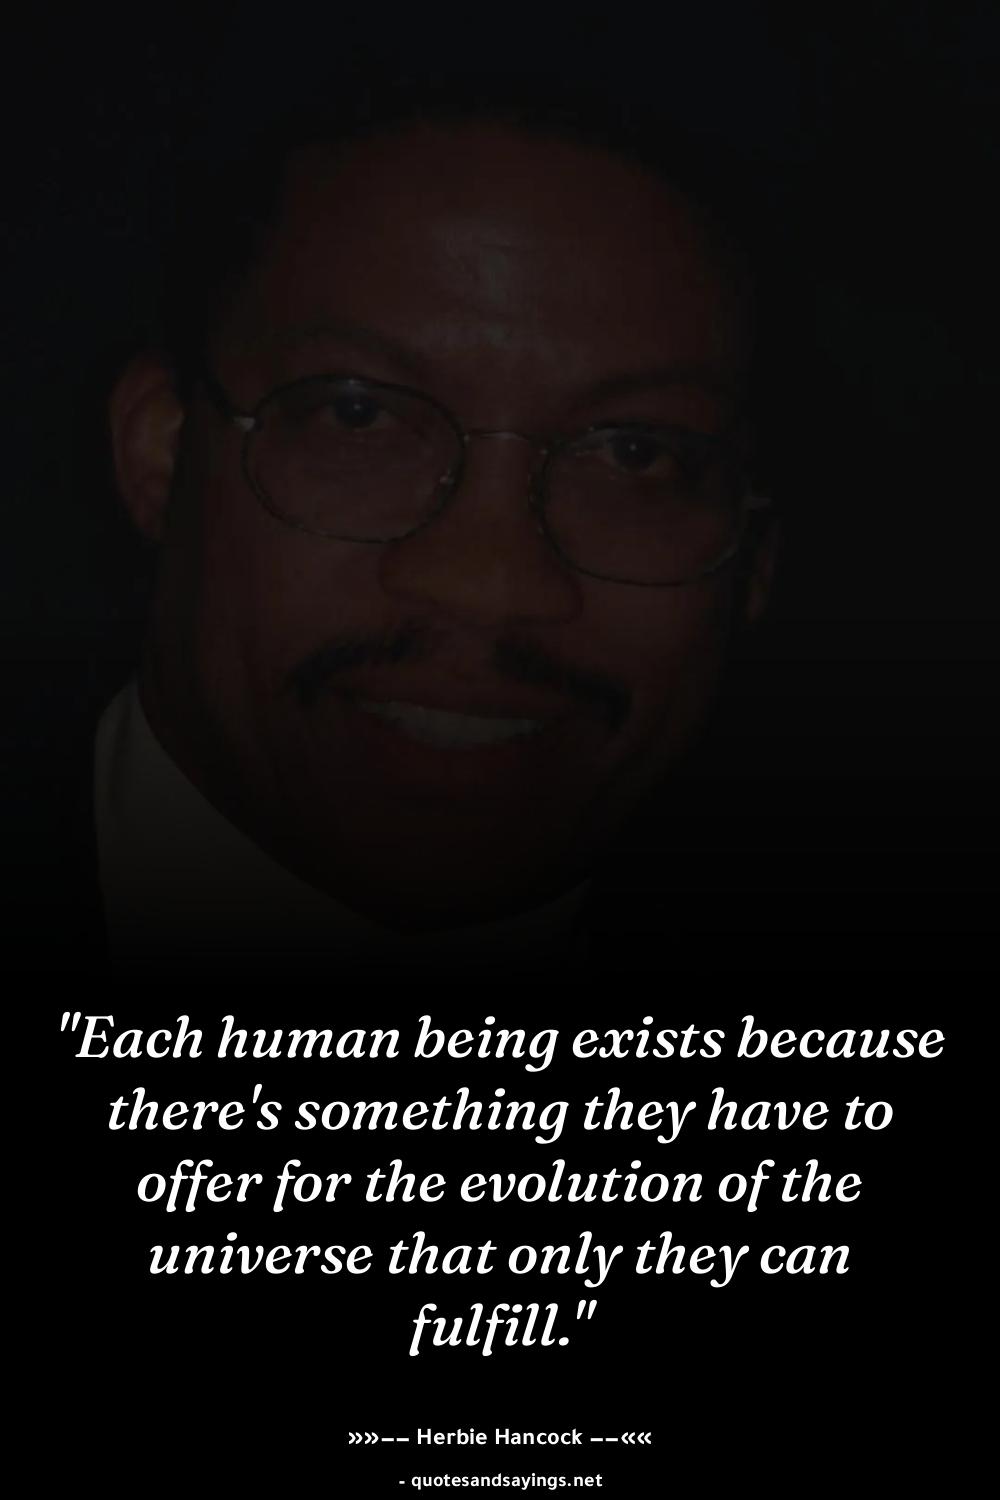 "Each human being exists because
there's something they have to
offer for the evolution of the
universe that only they can
fulfill."
»»–– Herbie Hancock ––««
- quotesandsayings.net